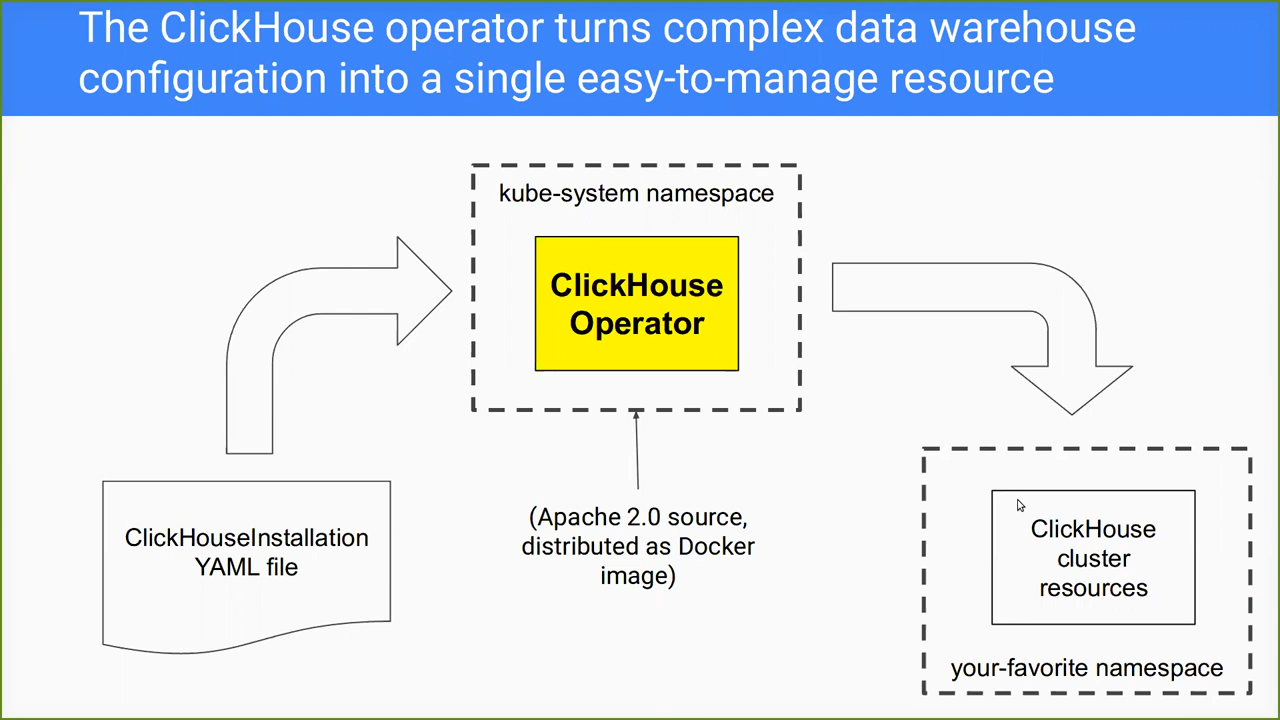 The ClickHouse operator turns complex data warehouse
configuration into a single easy-to-manage resource
kube-system namespace
ClickHouse
Operator
ClickHouseInstallation
YAML file
(Apache 2.0 source,
distributed as Docker
image)
ClickHouse
cluster
resources
your-favorite namespace